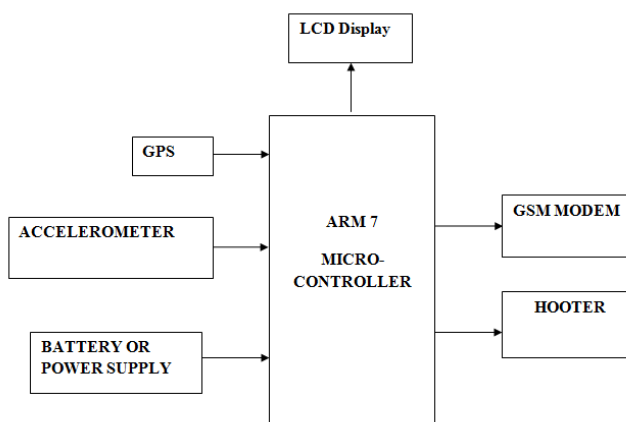 LCD Display
GPS
ACCELEROMETER
BATTERY OR
POWER SUPPLY
ARM 7
MICRO-
CONTROLLER
GSM MODEM
HOOTER